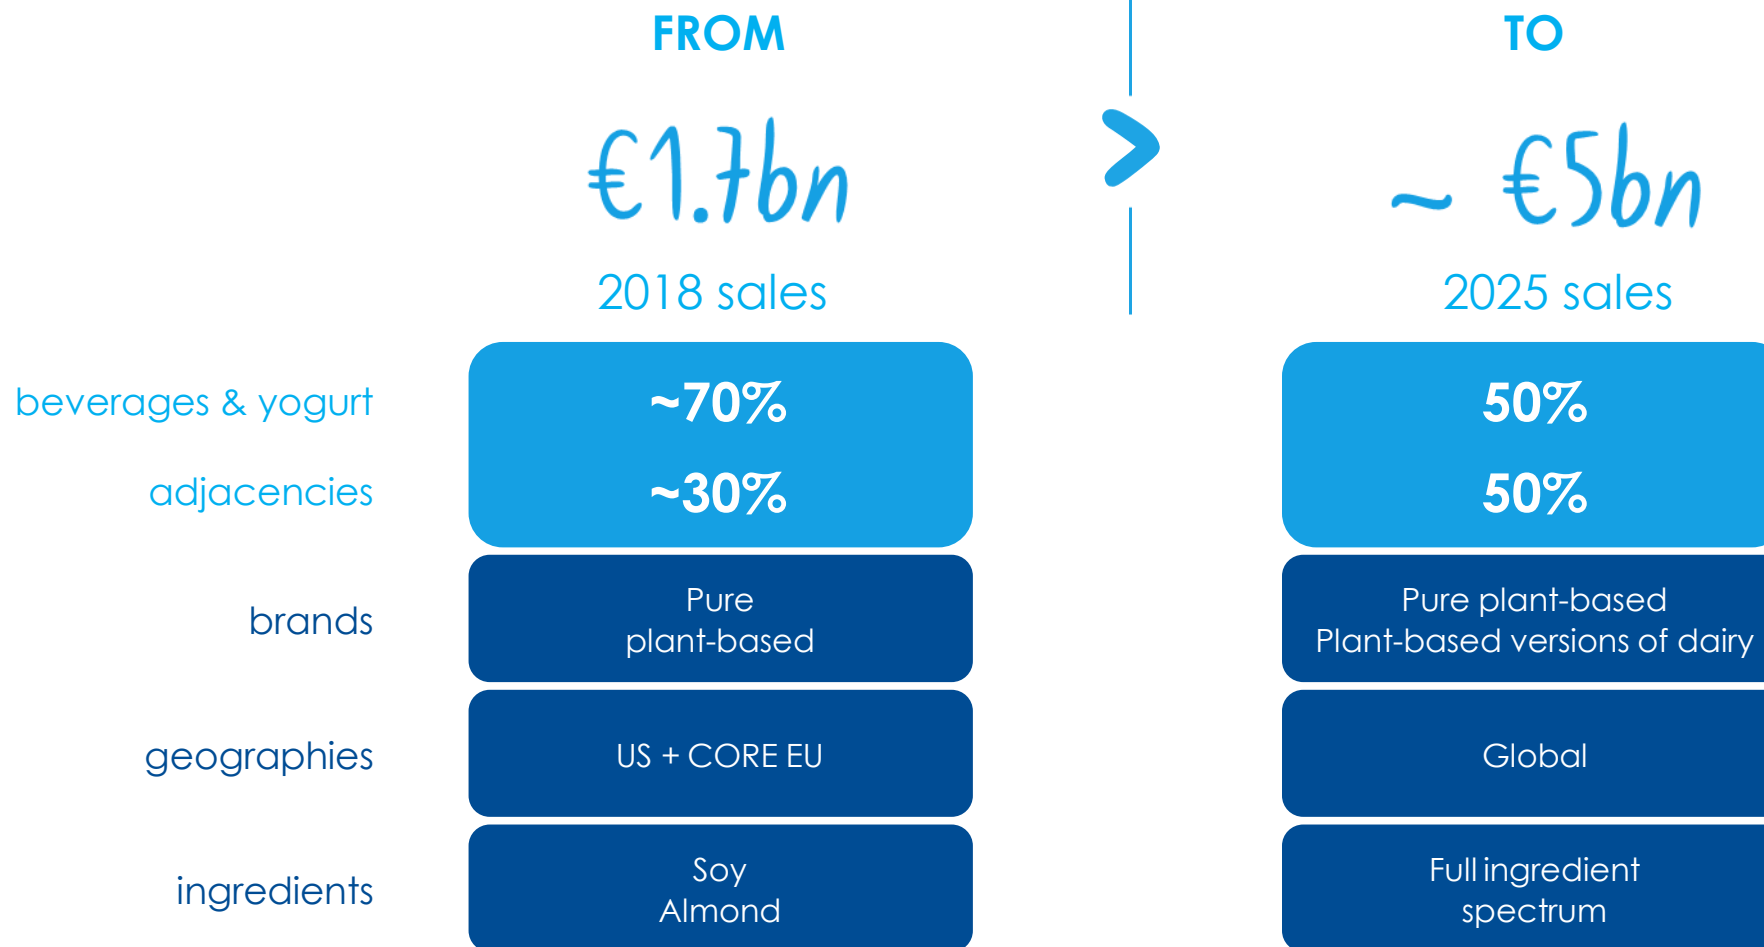 FROM
TO
€1.7bn
>
~ €5bn
2018 sales
2025 sales
beverages & yogurt
~70%
50%
adjacencies
~30%
50%
brands
Pure
plant-based
Pure plant-based
Plant-based versions of dairy
geographies
US + CORE EU
Global
ingredients
Soy
Almond
Full ingredient
spectrum